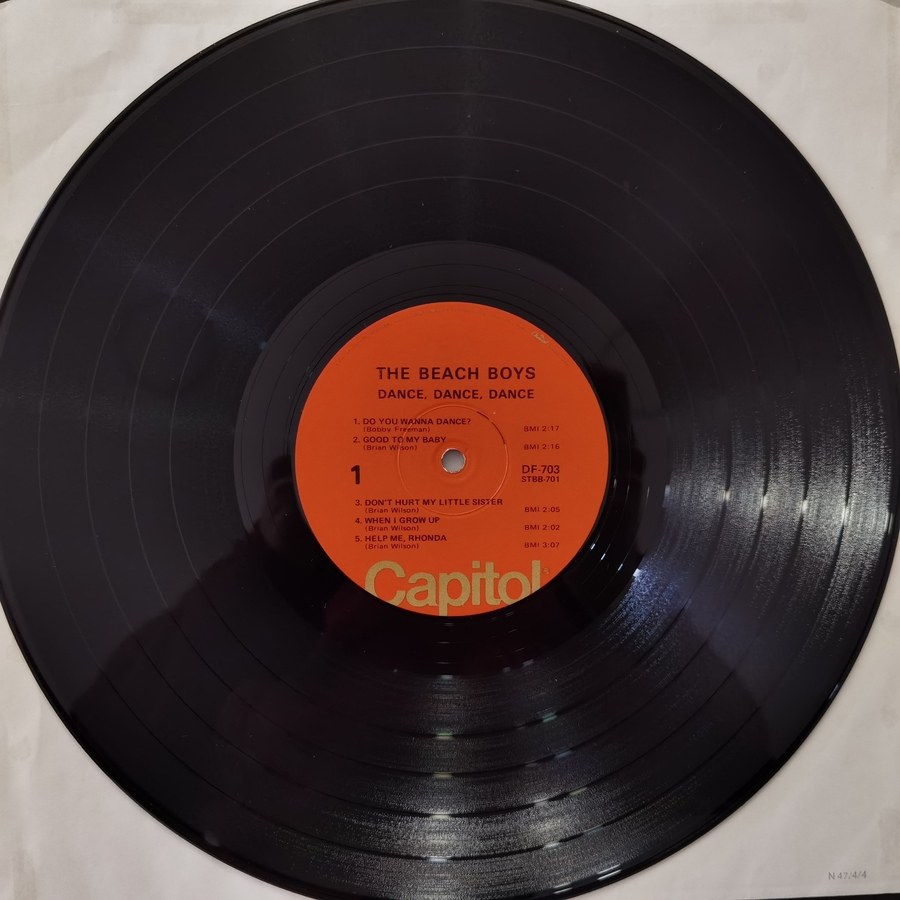 THE BEACH BOYS
DANCE, DANCE, DANCE
1. DO YOU WANNA DANCE?
(Bobby Freeman) BMI 2:17
2. GOOD TO MY BABY
(Brian Wilson) BMI 2:16
1 DF-703
STBB-701
3. DON'T HURT MY LITTLE SISTER
(Brian Wilson) BMI 2:05
4. WHEN I GROW UP
(Brian Wilson) BMI 2:02
5. HELP ME, RHONDA
(Brian Wilson) BMI 3:07
Capitol
N 47/4/4